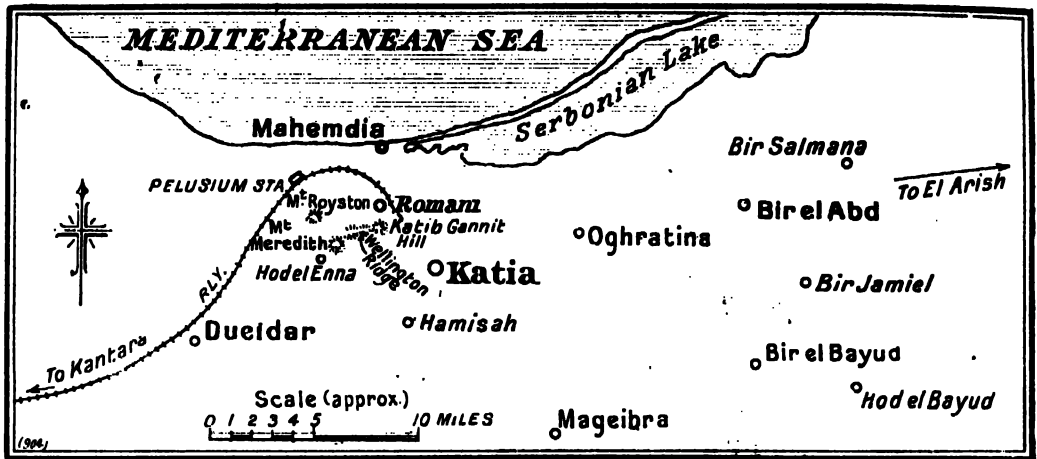 MEDITERRANEAN SEA
Serbonian Lake
Mahemdia
Bir Salmana
To El Arish
PELUSIUM STA
Mt Royston
Romani
Bir el Abd
Katib Gannit
Hill
Mt
Meredith
Wellington
Ridge
Oghratina
Hod el Enna
Katia
RLY.
Bir Jamiel
Hamisah
Dueidar
To Kantara
Bir el Bayud
Hod el Bayud
Scale (approx.)
0 1 2 3 4 5 10 MILES
Mageibra